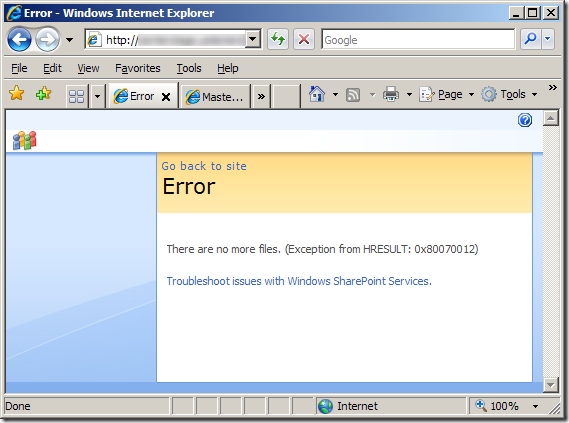 Error - Windows Internet Explorer
http://
Google
File Edit View Favorites Tools Help
Error Maste... » Page Tools »
Go back to site
Error
There are no more files. (Exception from HRESULT: 0x80070012)
Troubleshoot issues with Windows SharePoint Services.
Done Internet 100%